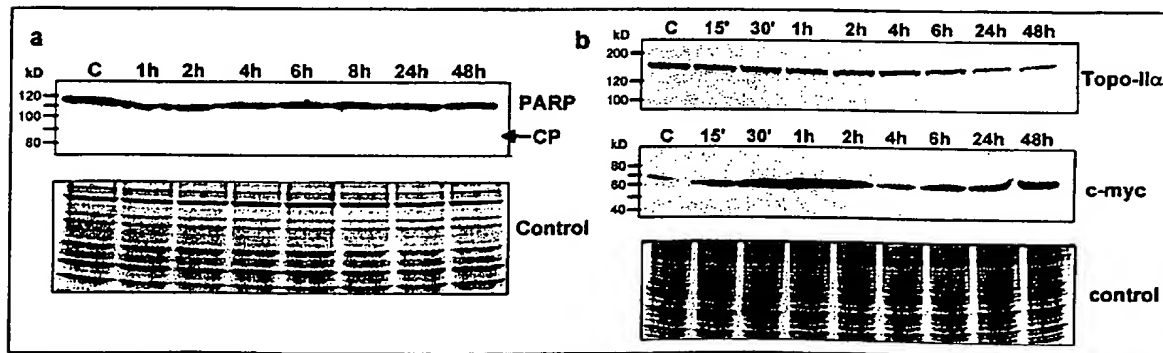 a
kD C 1h 2h 4h 6h 8h 24h 48h
120
100
80
PARP
CP
Control
b
kD C 15' 30' 1h 2h 4h 6h 24h 48h
200
120
100
Topo-IIα
kD C 15' 30' 1h 2h 4h 6h 24h 48h
80
60
40
c-myc
control